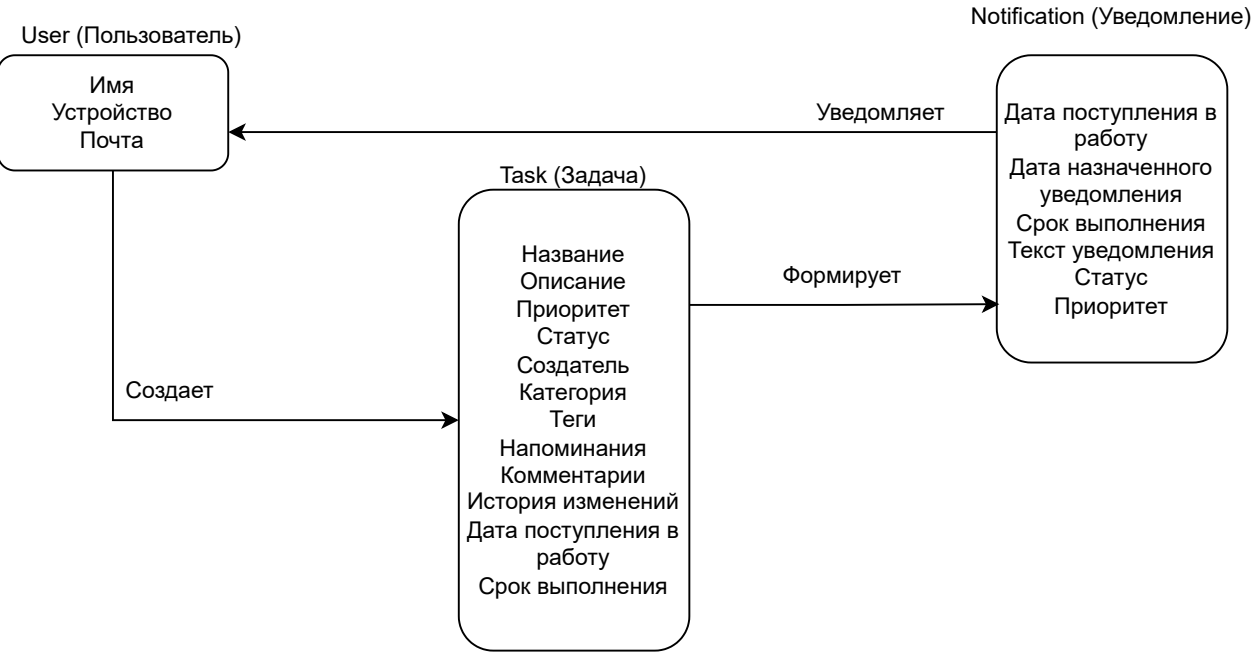 Notification (Уведомление)
User (Пользователь)
Имя
Устройство
Почта
Уведомляет
Дата поступления в
работу
Дата назначенного
уведомления
Срок выполнения
Текст уведомления
Статус
Приоритет
Task (Задача)
Название
Описание
Приоритет
Статус
Создатель
Категория
Теги
Напоминания
Комментарии
История изменений
Дата поступления в
работу
Срок выполнения
Формирует
Создает